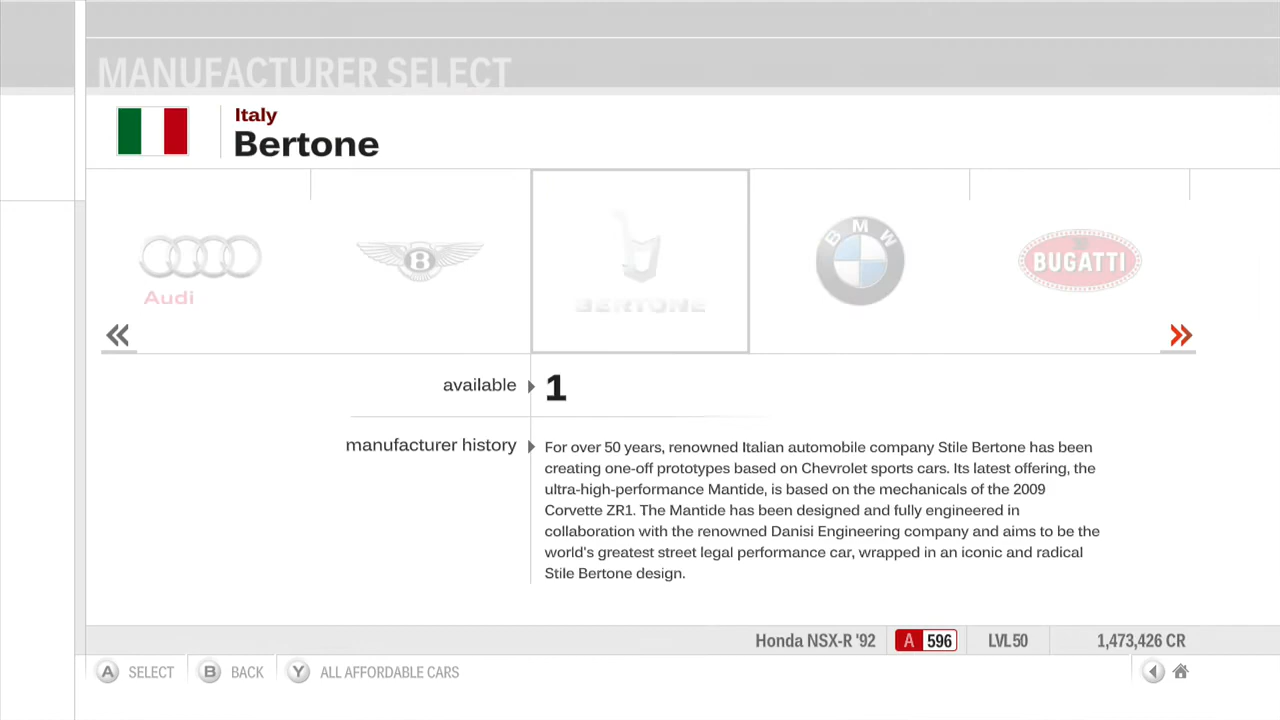 MANUFACTURER SELECT
Italy
Bertone
Audi
B
BERTONE
BMW
BUGATTI
available
1
manufacturer history
For over 50 years, renowned Italian automobile company Stile Bertone has been
creating one-off prototypes based on Chevrolet sports cars. Its latest offering, the
ultra-high-performance Mantide, is based on the mechanicals of the 2009
Corvette ZR1. The Mantide has been designed and fully engineered in
collaboration with the renowned Danisi Engineering company and aims to be the
world's greatest street legal performance car, wrapped in an iconic and radical
Stile Bertone design.
Honda NSX-R '92
A 596
LVL50
1,473,426 CR
A SELECT
B BACK
Y ALL AFFORDABLE CARS